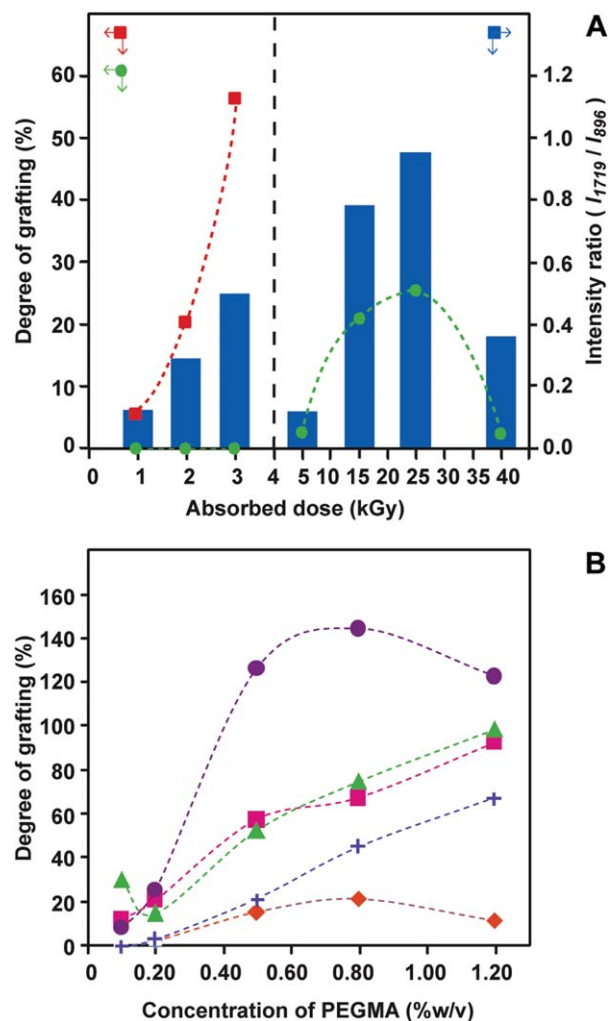 A
Degree of grafting (%)
60
50
40
30
20
10
0
1.2
1.0
0.8
0.6
0.4
0.2
0.0
Intensity ratio ( I1719 / I896)
0 1 2 3 4 5 10 15 20 25 30 35 40
Absorbed dose (kGy)
B
Degree of grafting (%)
160
140
120
100
80
60
40
20
0
0 0.20 0.40 0.60 0.80 1.00 1.20
Concentration of PEGMA (%w/v)